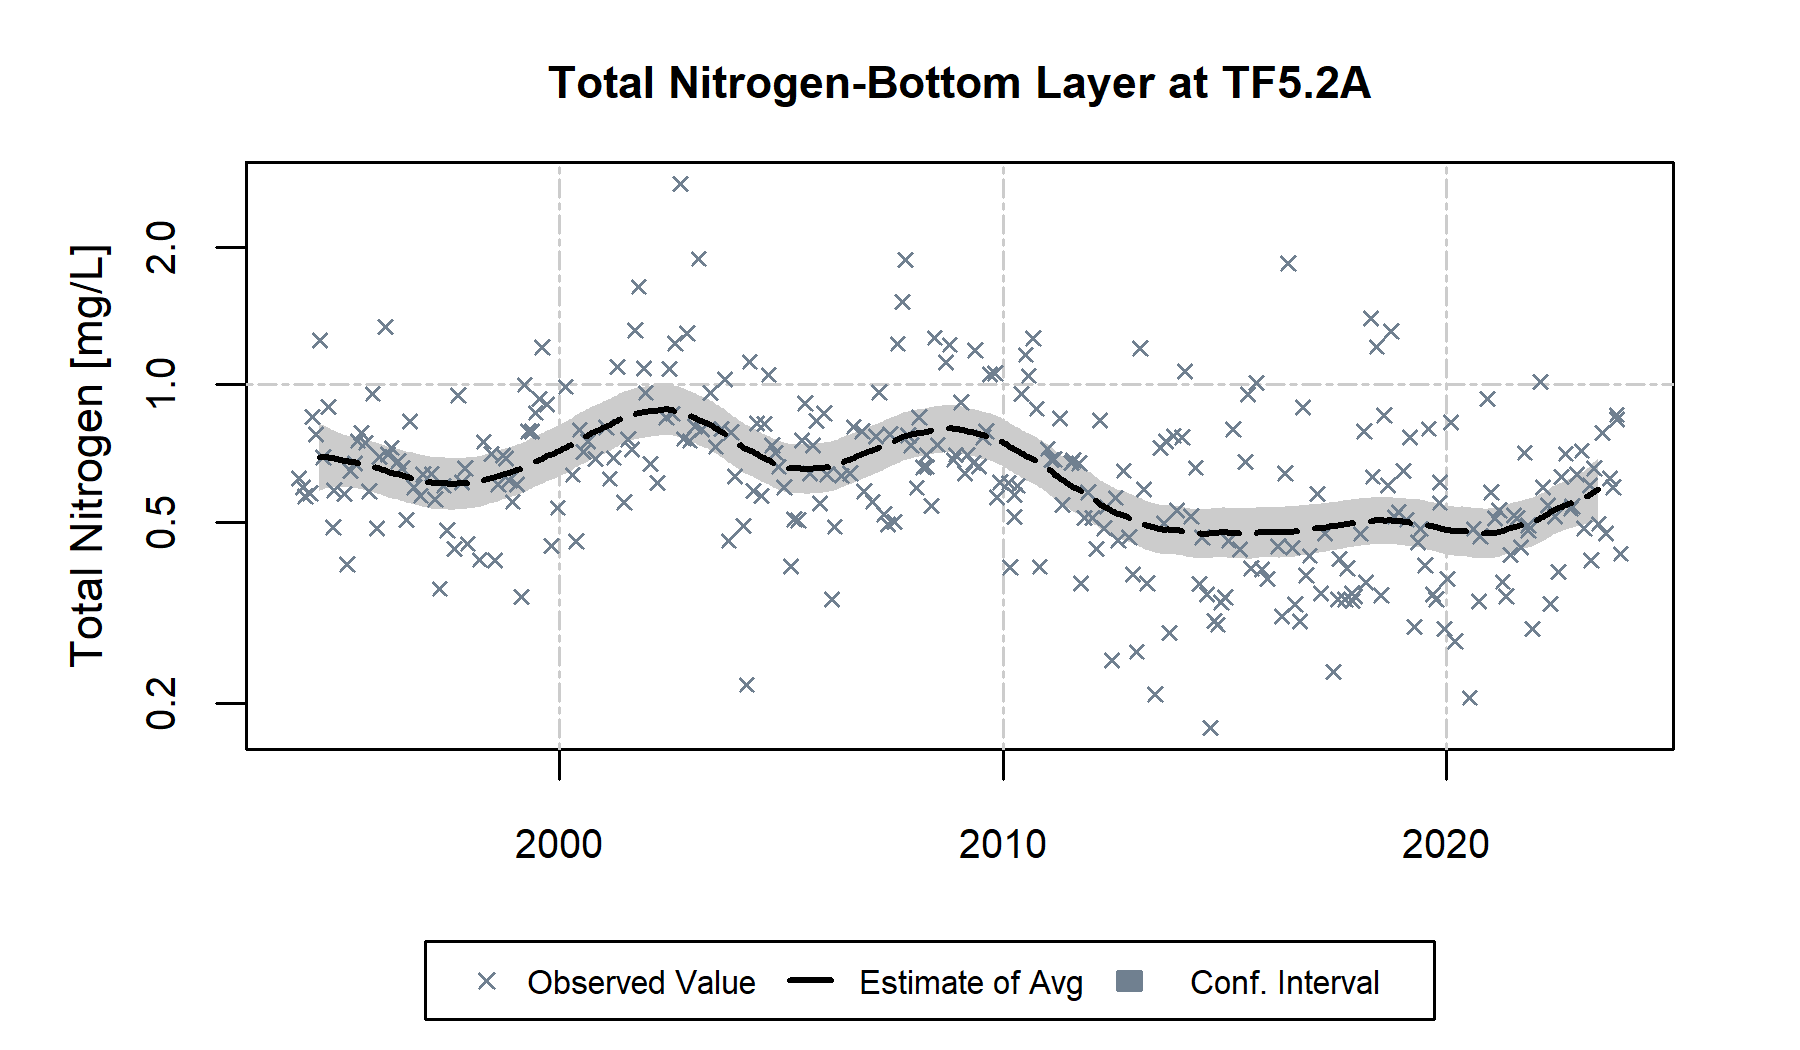 Total Nitrogen-Bottom Layer at TF5.2A
Total Nitrogen [mg/L]
2.0
1.0
0.5
0.2
2000 2010 2020
Observed Value Estimate of Avg Conf. Interval